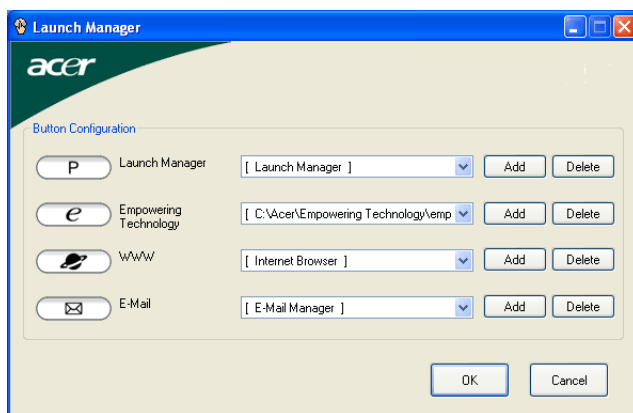 Launch Manager
acer
Button Configuration
P Launch Manager [ Launch Manager ] Add Delete
e Empowering Technology [ C:\Acer\Empowering Technology\emp Add Delete
WWW [ Internet Browser ] Add Delete
E-Mail [ E-Mail Manager ] Add Delete
OK Cancel